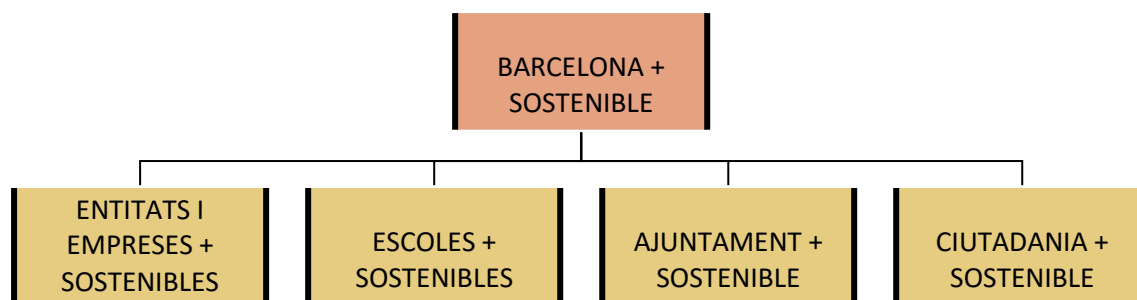 BARCELONA +
SOSTENIBLE
ENTITATS I
EMPRESES +
SOSTENIBLES
ESCOLES +
SOSTENIBLES
AJUNTAMENT +
SOSTENIBLE
CIUTADANIA +
SOSTENIBLE